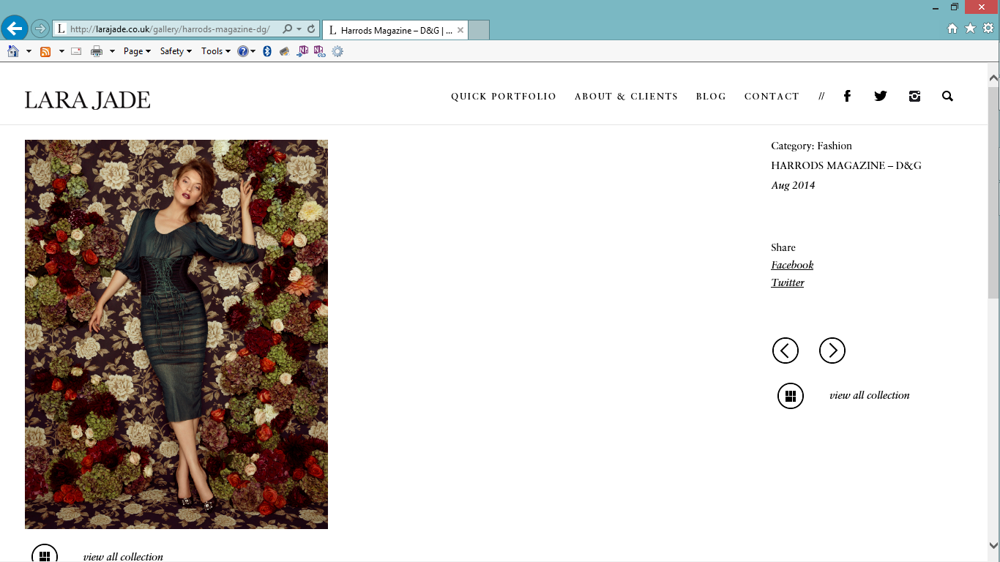 http://larajade.co.uk/gallery/harrods-magazine-dg/
L Harrods Magazine – D&G | ...
Page Safety Tools
LARA JADE
QUICK PORTFOLIO ABOUT & CLIENTS BLOG CONTACT //
Category: Fashion
HARRODS MAGAZINE – D&G
Aug 2014
Share
Facebook
Twitter
view all collection
view all collection